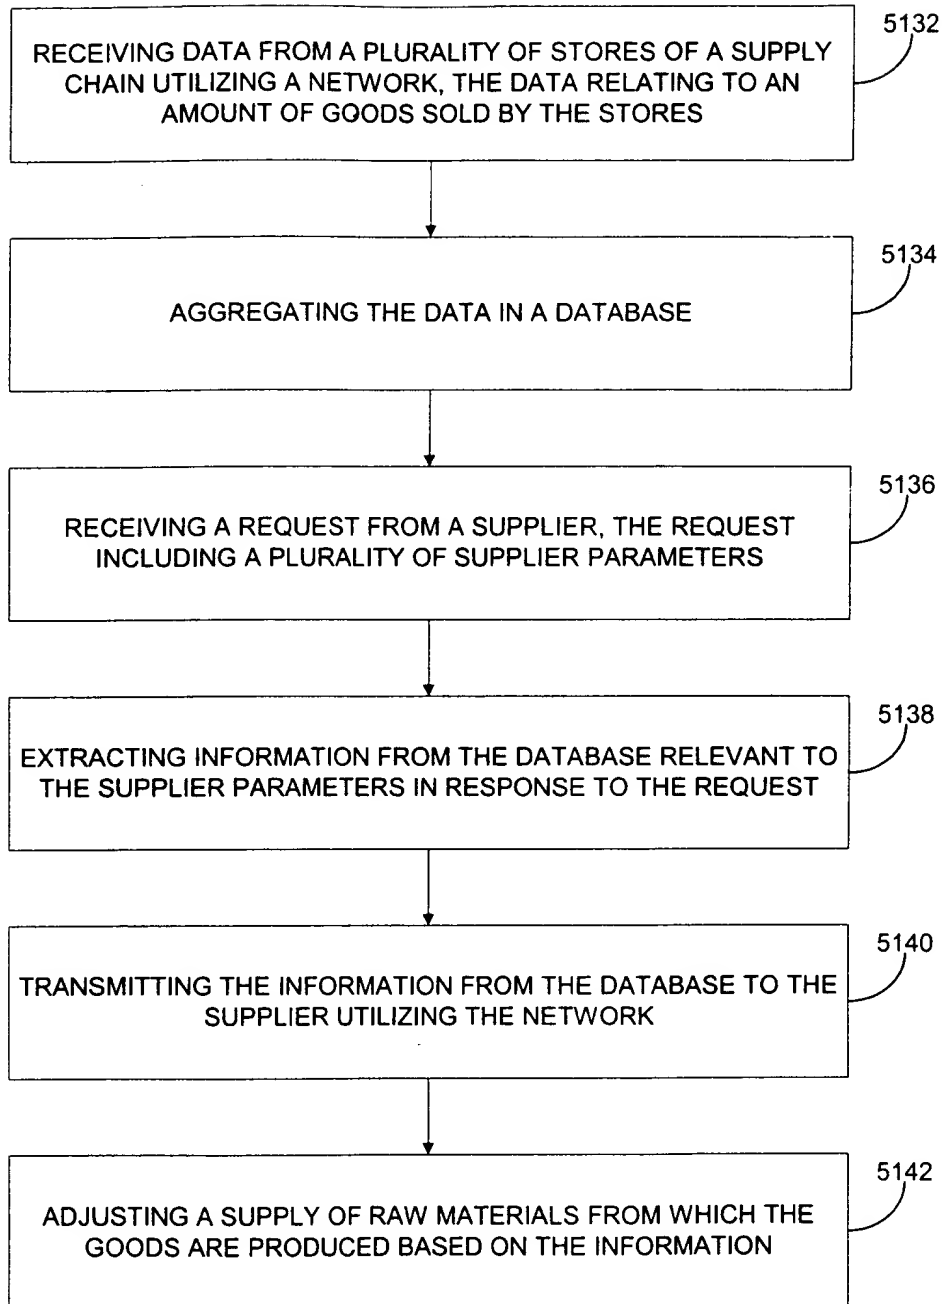 5132
RECEIVING DATA FROM A PLURALITY OF STORES OF A SUPPLY
CHAIN UTILIZING A NETWORK, THE DATA RELATING TO AN
AMOUNT OF GOODS SOLD BY THE STORES
5134
AGGREGATING THE DATA IN A DATABASE
5136
RECEIVING A REQUEST FROM A SUPPLIER, THE REQUEST
INCLUDING A PLURALITY OF SUPPLIER PARAMETERS
5138
EXTRACTING INFORMATION FROM THE DATABASE RELEVANT TO
THE SUPPLIER PARAMETERS IN RESPONSE TO THE REQUEST
5140
TRANSMITTING THE INFORMATION FROM THE DATABASE TO THE
SUPPLIER UTILIZING THE NETWORK
5142
ADJUSTING A SUPPLY OF RAW MATERIALS FROM WHICH THE
GOODS ARE PRODUCED BASED ON THE INFORMATION